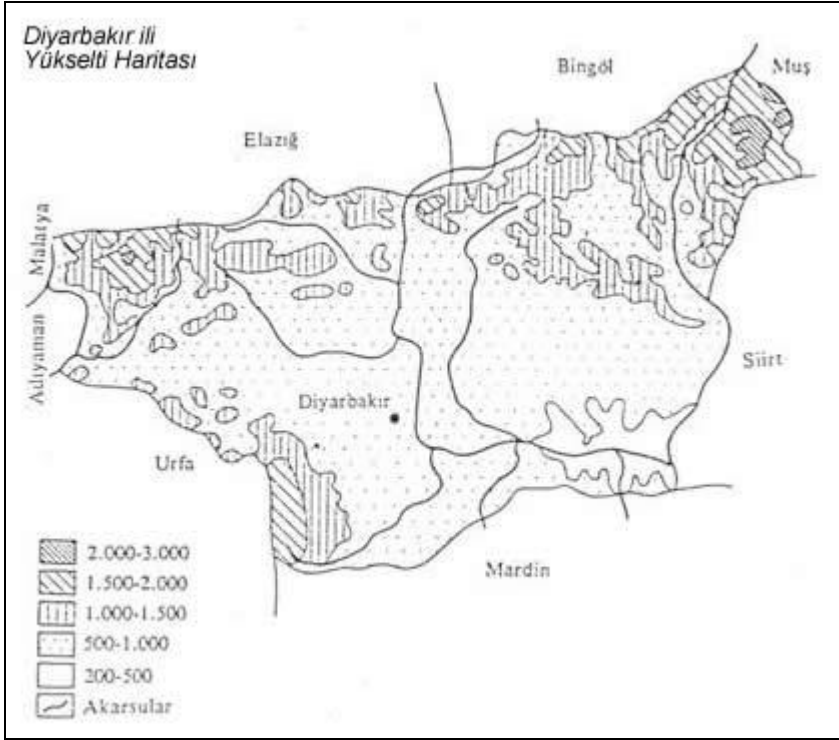 Diyarbakır ili
Yükselti Haritası
Bingöl
Muş
Elazığ
Malatya
Adıyaman
Siirt
Diyarbakır
Urfa
Mardin
2.000-3.000
1.500-2.000
1.000-1.500
500-1.000
200-500
Akarsular